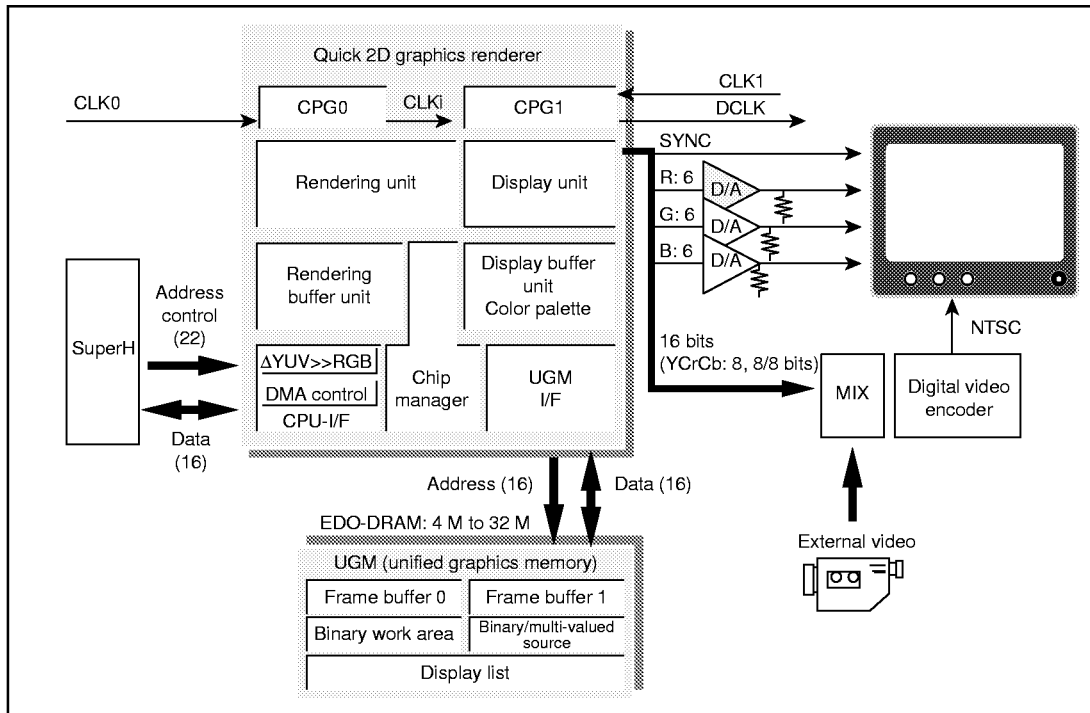 Quick 2D graphics renderer
CLK0
CPG0
CLKi
CPG1
CLK1
DCLK
SYNC
Rendering unit
Display unit
R: 6
D/A
G: 6
D/A
B: 6
D/A
Rendering
buffer unit
Display buffer
unit
Color palette
Address
control
(22)
SuperH
Data
(16)
ΔYUV>>RGB
DMA control
CPU-I/F
Chip
manager
UGM
I/F
16 bits
(YCrCb: 8, 8/8 bits)
NTSC
MIX
Digital video
encoder
Address (16)
Data (16)
EDO-DRAM: 4 M to 32 M
External video
UGM (unified graphics memory)
Frame buffer 0
Frame buffer 1
Binary work area
Binary/multi-valued
source
Display list